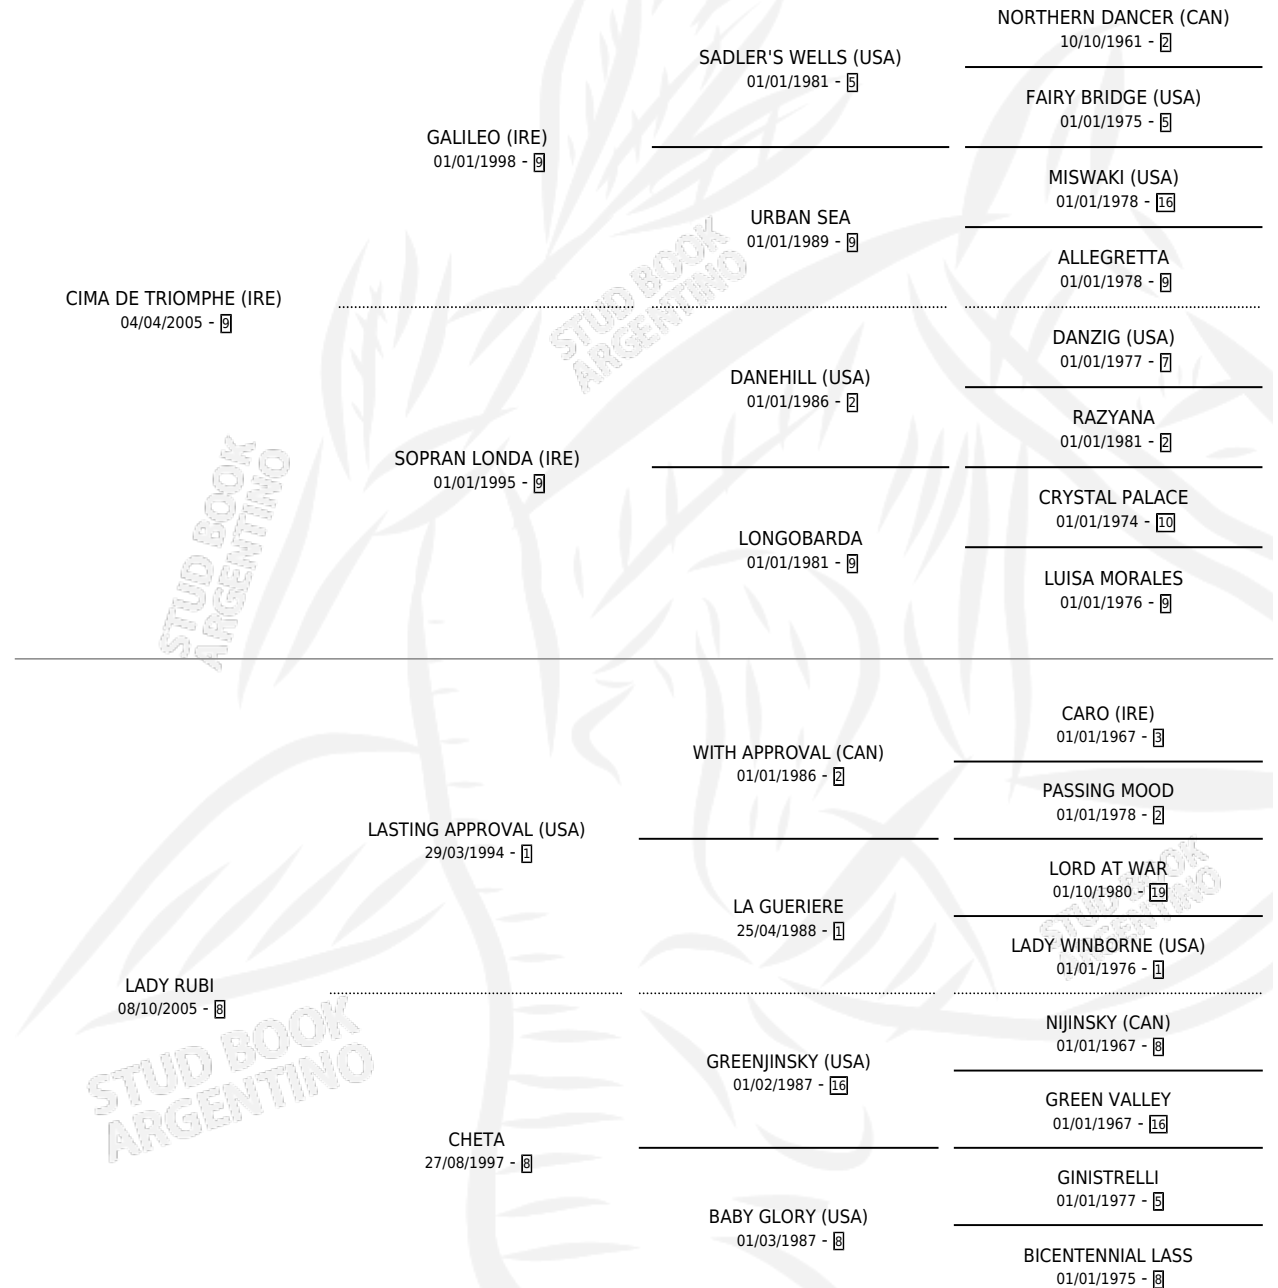 NORTHERN DANCER (CAN)
10/10/1961 - 2
SADLER'S WELLS (USA)
01/01/1981 - 5
FAIRY BRIDGE (USA)
01/01/1975 - 5
GALILEO (IRE)
01/01/1998 - 9
MISWAKI (USA)
01/01/1978 - 16
URBAN SEA
01/01/1989 - 9
ALLEGRETTA
01/01/1978 - 9
CIMA DE TRIOMPHE (IRE)
04/04/2005 - 9
DANZIG (USA)
01/01/1977 - 7
DANEHILL (USA)
01/01/1986 - 2
RAZYANA
01/01/1981 - 2
SOPRAN LONDA (IRE)
01/01/1995 - 9
CRYSTAL PALACE
01/01/1974 - 10
LONGOBARDA
01/01/1981 - 9
LUISA MORALES
01/01/1976 - 9
STUD BOOK
ARGENTINO
STUD BOOK
ARGENTINO
CARO (IRE)
01/01/1967 - 3
WITH APPROVAL (CAN)
01/01/1986 - 2
PASSING MOOD
01/01/1978 - 2
LASTING APPROVAL (USA)
29/03/1994 - 1
LORD AT WAR
01/10/1980 - 19
LA GUERIERE
25/04/1988 - 1
LADY WINBORNE (USA)
01/01/1976 - 1
STUD BOOK
ARGENTINO
LADY RUBI
08/10/2005 - 8
NIJINSKY (CAN)
01/01/1967 - 8
GREENJINSKY (USA)
01/02/1987 - 16
GREEN VALLEY
01/01/1967 - 16
STUD BOOK
ARGENTINO
CHETA
27/08/1997 - 8
GINISTRELLI
01/01/1977 - 5
BABY GLORY (USA)
01/03/1987 - 8
BICENTENNIAL LASS
01/01/1975 - 8